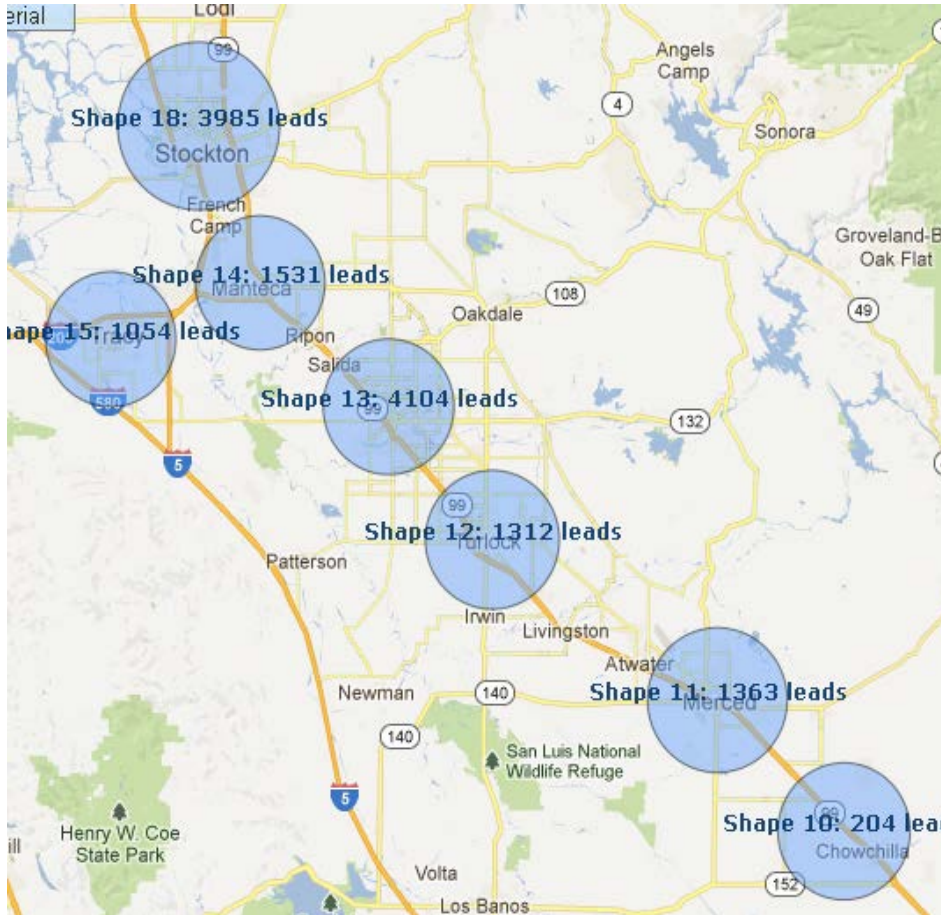 erial
Lodi
99
Angels
Camp
4
Shape 18: 3985 leads
Sonora
Stockton
French
Camp
Groveland-B
Oak Flat
Shape 14: 1531 leads
Manteca
108
49
Oakdale
hape 15: 1054 leads
Tracy
Ripon
Salida
580
Shape 13: 4104 leads
99
132
5
99
Shape 12: 1312 leads
Turlock
Patterson
Irwin
Livingston
Atwater
Newman
140
Shape 11: 1363 leads
Merced
140
San Luis National
Wildlife Refuge
5
Henry W. Coe
State Park
ill
99
Shape 10: 204 lea
Chowchilla
Volta
152
Los Banos